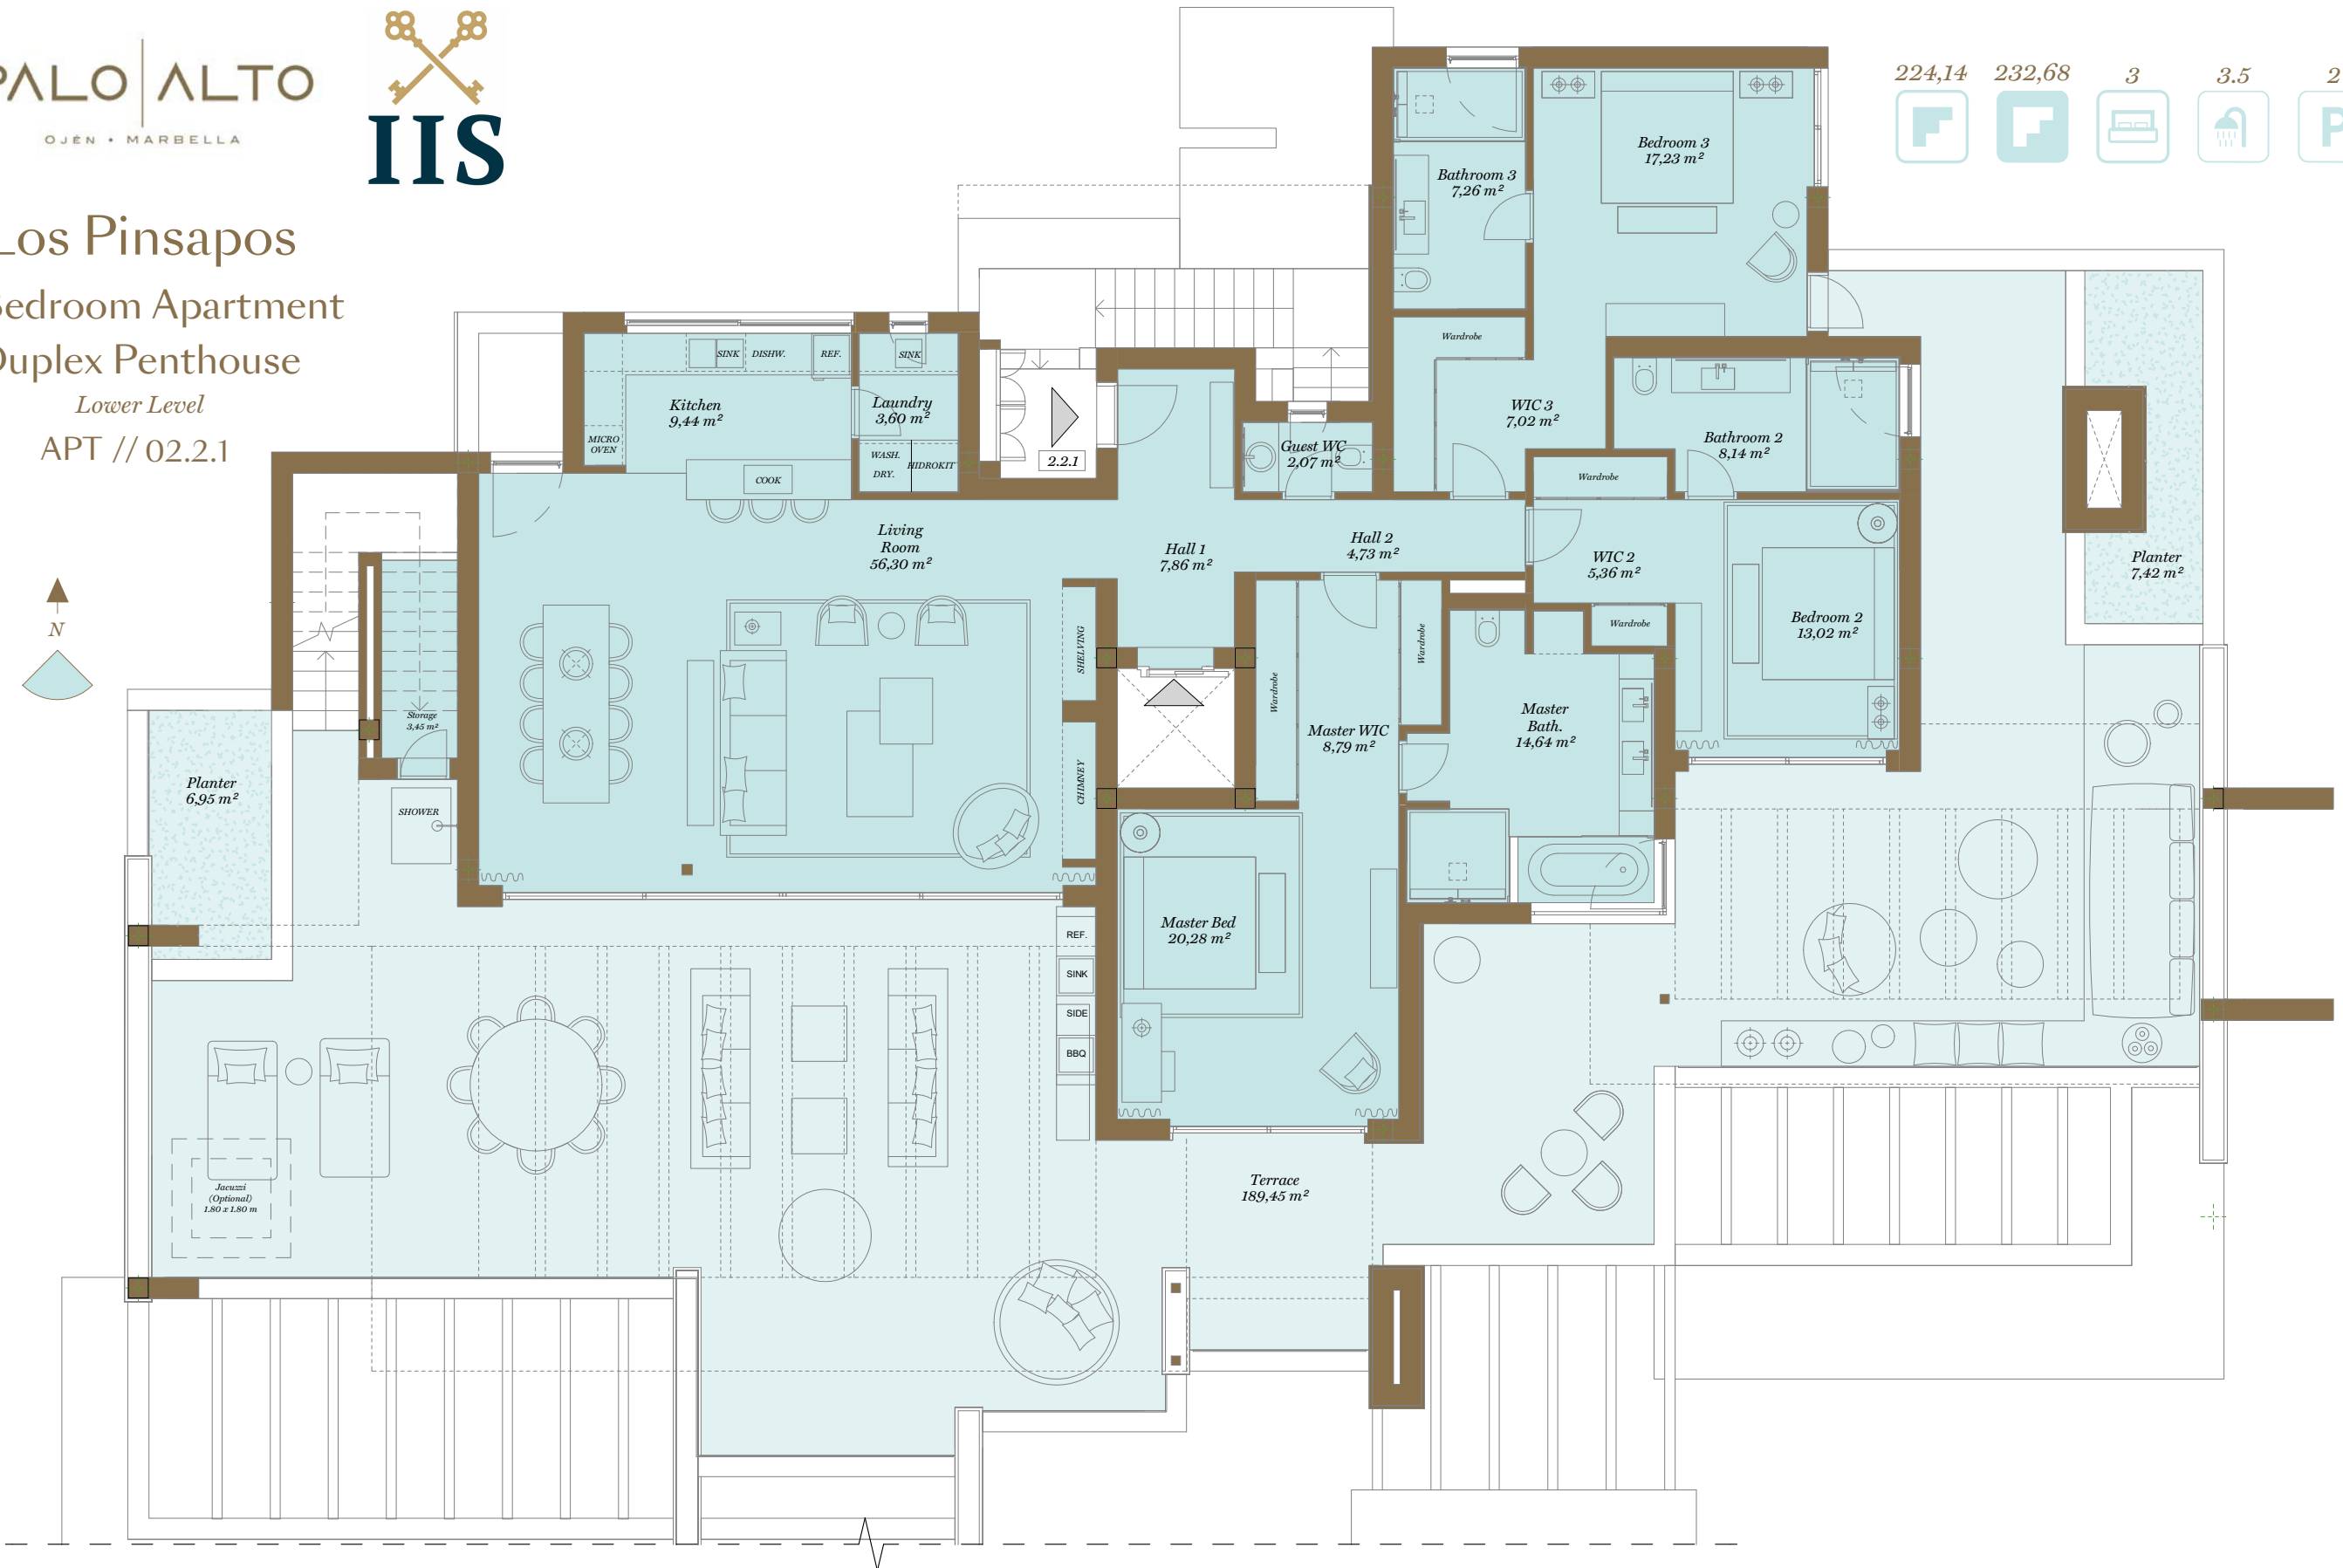 PALO ALTO
OJÉN • MARBELLA
IIS
Los Pinsapos
Bedroom Apartment
Duplex Penthouse
Lower Level
APT // 02.2.1
N
224,14 232,68 3 3.5 2
P
Bedroom 3
17,23 m²
Bathroom 3
7,26 m²
Wardrobe
WIC 3
7,02 m²
SINK DISHW. REF.
SINK
Kitchen
9,44 m²
Laundry
3,60 m²
MICRO
OVEN
WASH.
DRY.
HIDROKIT
COOK
2.2.1
Guest WC
2,07 m²
Bathroom 2
8,14 m²
Wardrobe
Living
Room
56,30 m²
Hall 1
7,86 m²
Hall 2
4,73 m²
WIC 2
5,36 m²
Planter
7,42 m²
Wardrobe
Bedroom 2
13,02 m²
SHELVING
Wardrobe
Wardrobe
Storage
3,45 m²
Master WIC
8,79 m²
Master
Bath.
14,64 m²
Planter
6,95 m²
SHOWER
CHIMNEY
Master Bed
20,28 m²
REF.
SINK
SIDE
BBQ
Jacuzzi
(Optional)
1.80 x 1.80 m
Terrace
189,45 m²